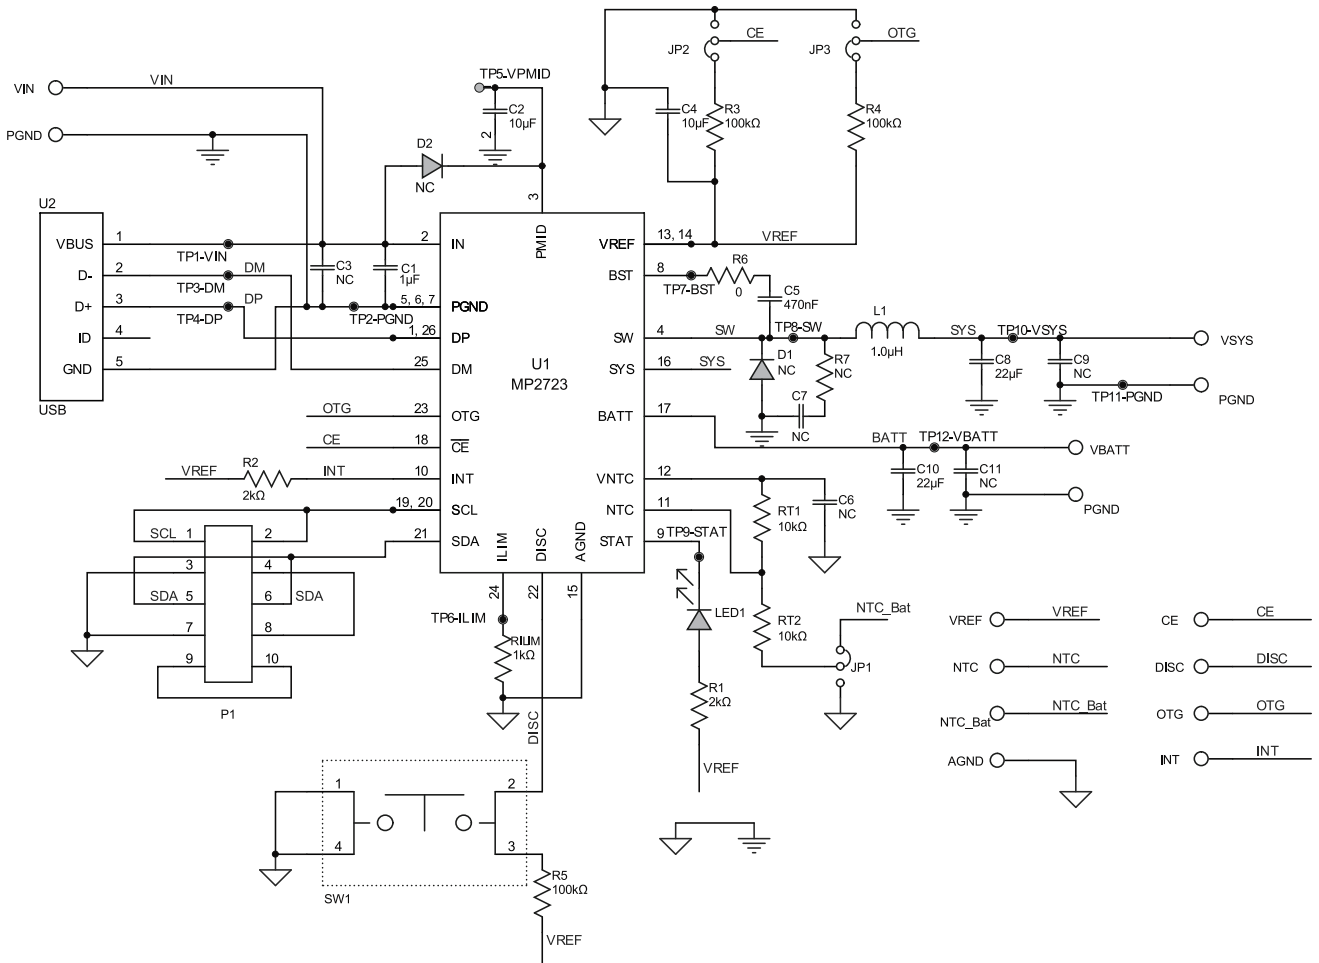 CE
OTG
JP2
JP3
TP5-VPMID
VIN
VIN
C2
10µF
2
C4
10µF
R3
100kΩ
R4
100kΩ
PGND
D2
NC
3
U2
VBUS
1
TP1-VIN
2
IN
PMID
VREF
13, 14
VREF
D-
2
DM
TP3-DM
C3
NC
C1
1µF
BST
8
TP7-BST
R6
0
C5
470nF
D+
3
DP
TP4-DP
TP2-PGND
5, 6, 7
PGND
ID
4
1, 26
DP
SW
4
SW
TP8-SW
L1
1.0µH
SYS
TP10-VSYS
VSYS
GND
5
25
DM
U1
MP2723
SYS
16
SYS
D1
NC
R7
NC
C8
22µF
C9
NC
TP11-PGND
PGND
USB
OTG
23
OTG
BATT
17
C7
NC
CE
18
CE
BATT
TP12-VBATT
VBATT
VREF
R2
2kΩ
INT
10
INT
VNTC
12
C10
22µF
C11
NC
PGND
19, 20
SCL
NTC
11
RT1
10kΩ
C6
NC
SCL
1
2
21
SDA
ILIM
DISC
AGND
STAT
9
TP9-STAT
3
4
SDA
5
6
SDA
24
22
15
TP6-ILIM
LED1
RT2
10kΩ
NTC_Bat
VREF
VREF
CE
CE
7
8
RILIM
1kΩ
9
10
JP1
NTC
NTC
DISC
DISC
P1
DISC
R1
2kΩ
NTC_Bat
NTC_Bat
OTG
OTG
VREF
AGND
INT
INT
1
2
4
3
SW1
R5
100kΩ
VREF